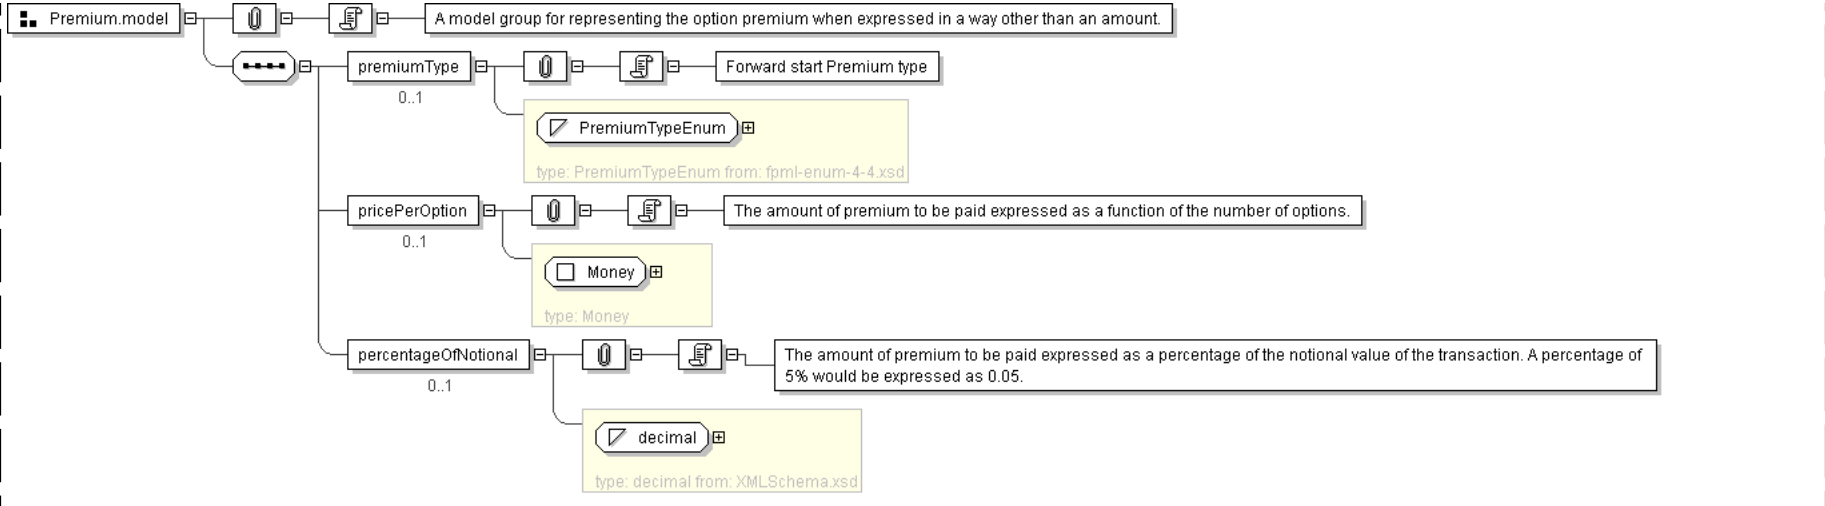 Premium.model
A model group for representing the option premium when expressed in a way other than an amount.
premiumType
Forward start Premium type
0..1
PremiumTypeEnum
type: PremiumTypeEnum from: fpml-enum-4-4.xsd
pricePerOption
The amount of premium to be paid expressed as a function of the number of options.
0..1
Money
type: Money
percentageOfNotional
The amount of premium to be paid expressed as a percentage of the notional value of the transaction. A percentage of
5% would be expressed as 0.05.
0..1
decimal
type: decimal from: XMLSchema.xsd